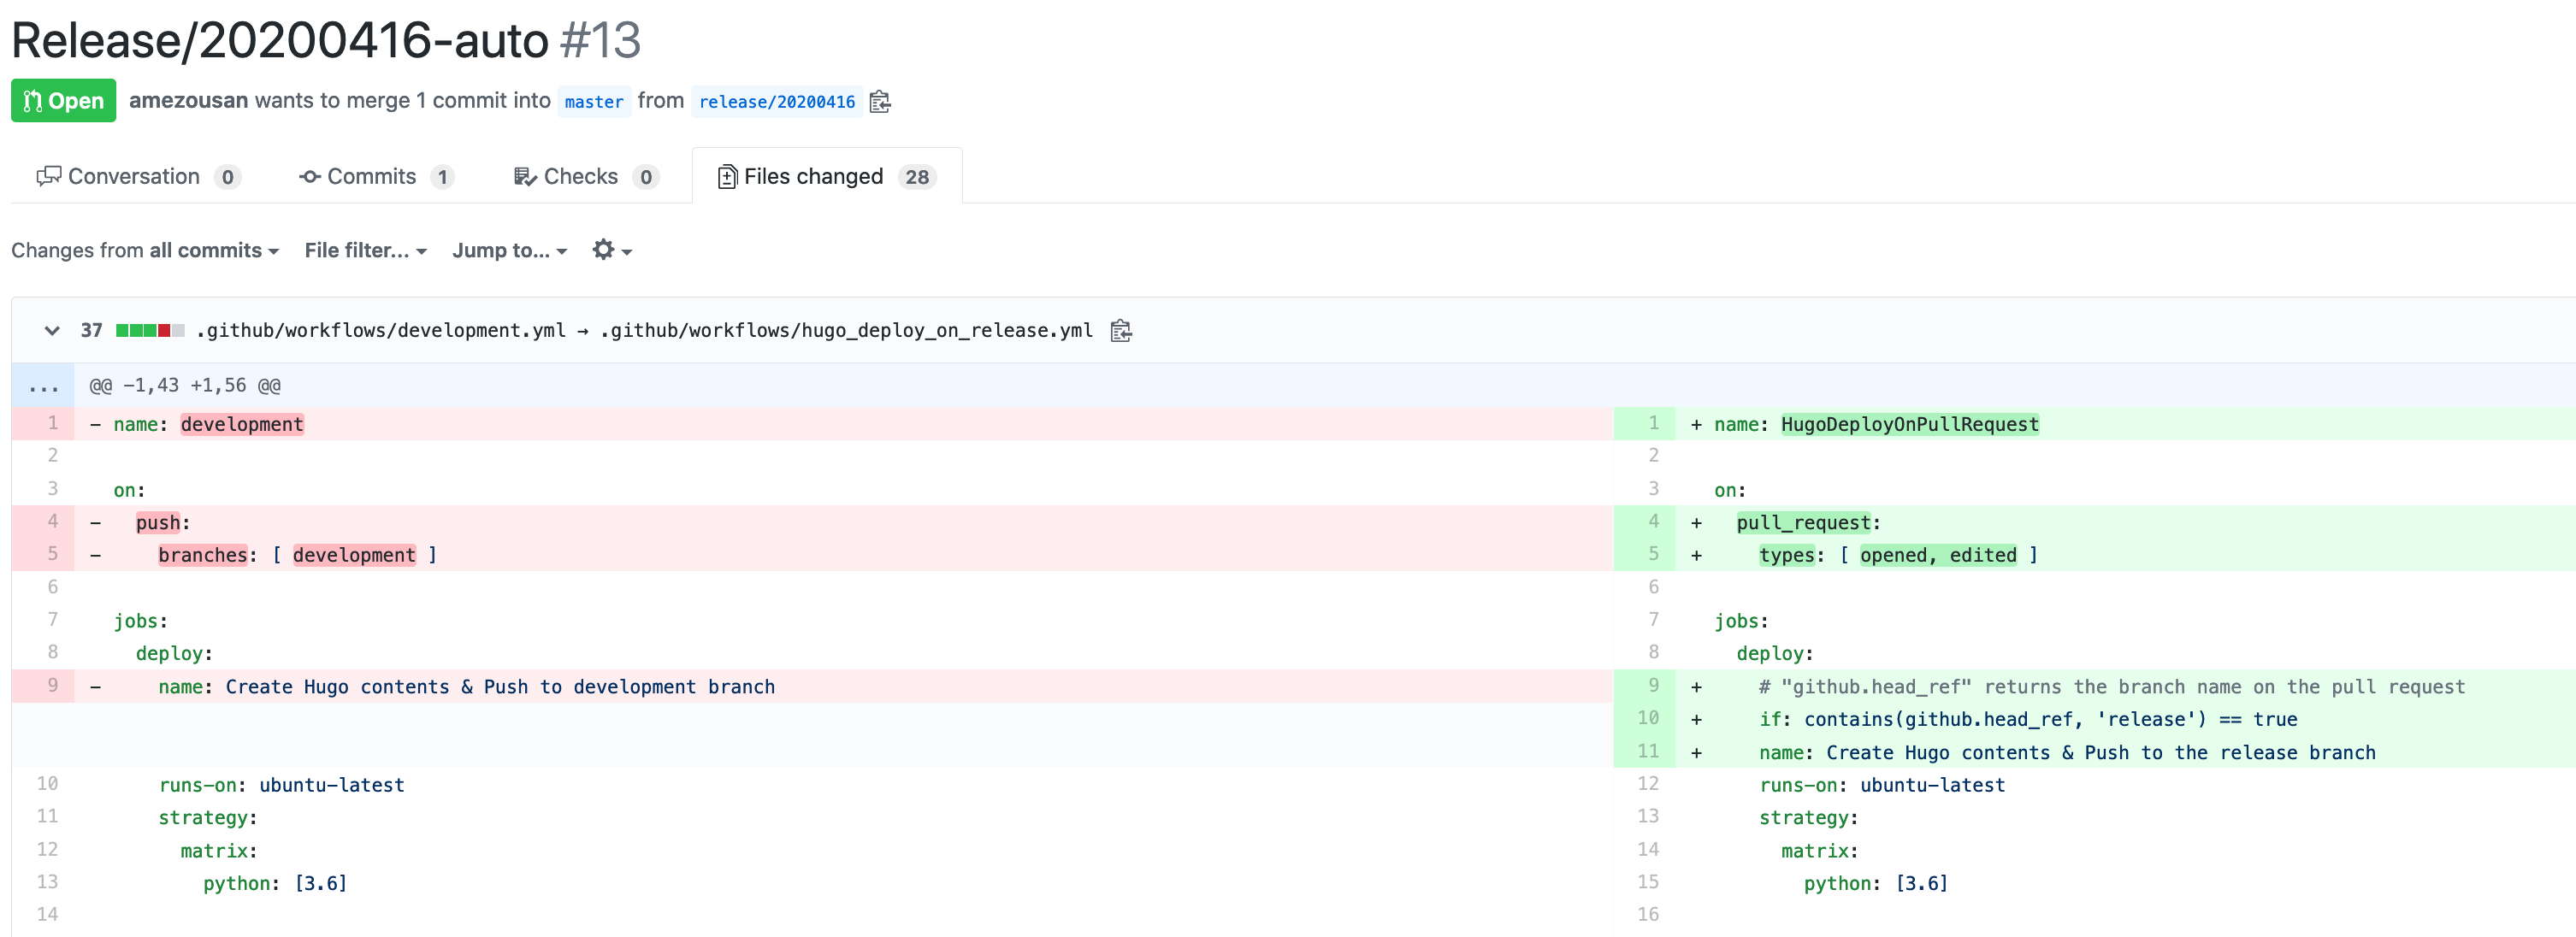 Release/20200416-auto #13
Open amezousan wants to merge 1 commit into master from release/20200416
Conversation 0 Commits 1 Checks 0 Files changed 28
Changes from all commits File filter... Jump to...
37 .github/workflows/development.yml → .github/workflows/hugo_deploy_on_release.yml
... @@ -1,43 +1,56 @@
1 - name: development 1 + name: HugoDeployOnPullRequest
2 2
3 on: 3 on:
4 - push: 4 + pull_request:
5 - branches: [ development ] 5 + types: [ opened, edited ]
6 6
7 jobs: 7 jobs:
8 deploy: 8 deploy:
9 - name: Create Hugo contents & Push to development branch 9 + # "github.head_ref" returns the branch name on the pull request
10 + if: contains(github.head_ref, 'release') == true
11 + name: Create Hugo contents & Push to the release branch
10 runs-on: ubuntu-latest 12 runs-on: ubuntu-latest
11 strategy: 13 strategy:
12 matrix: 14 matrix:
13 python: [3.6] 15 python: [3.6]
14 16